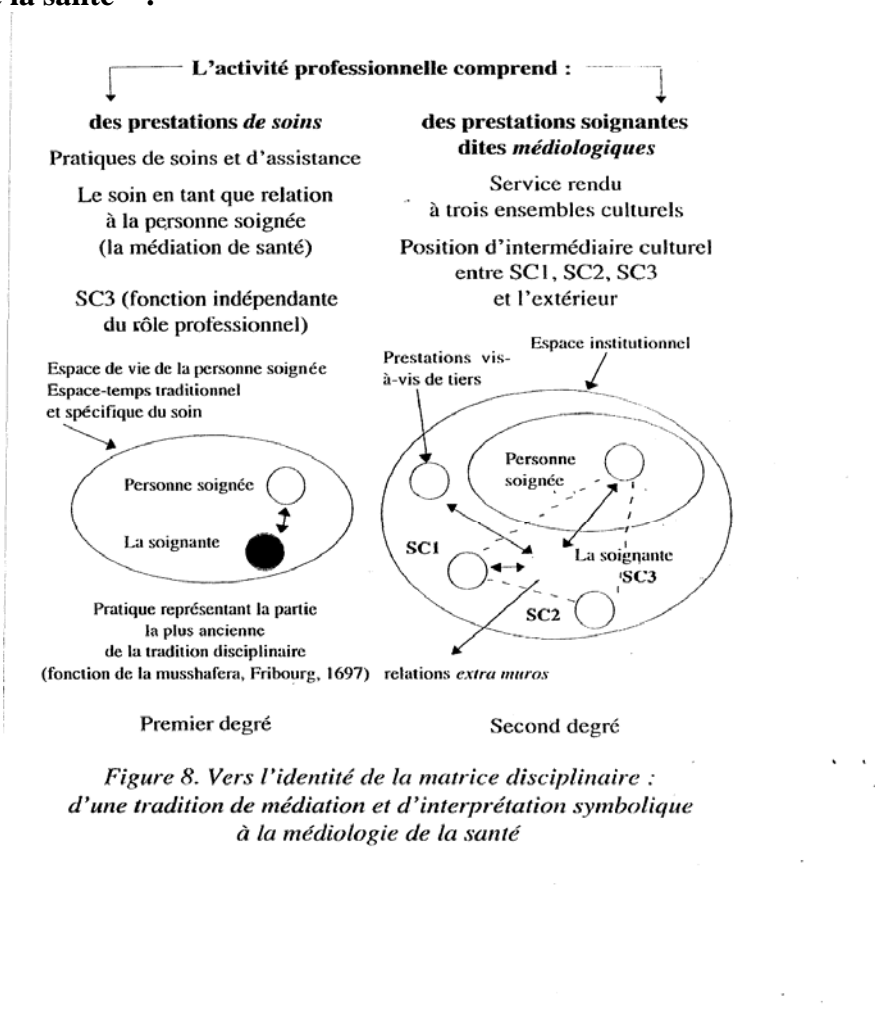 la santé :
L'activité professionnelle comprend :
des prestations de soins
Pratiques de soins et d'assistance
Le soin en tant que relation
à la personne soignée
(la médiation de santé)
SC3 (fonction indépendante
du rôle professionnel)
des prestations soignantes
dites médiologiques
Service rendu
à trois ensembles culturels
Position d'intermédiaire culturel
entre SC1, SC2, SC3
et l'extérieur
Espace de vie de la personne soignée
Espace-temps traditionnel
et spécifique du soin
Personne soignée
La soignante
Pratique représentant la partie
la plus ancienne
de la tradition disciplinaire
(fonction de la musshafera, Fribourg, 1697)
Premier degré
Espace institutionnel
Prestations vis-
à-vis de tiers
Personne
soignée
SC1
La soignante
SC3
SC2
relations extra muros
Second degré
Figure 8. Vers l'identité de la matrice disciplinaire :
d'une tradition de médiation et d'interprétation symbolique
à la médiologie de la santé